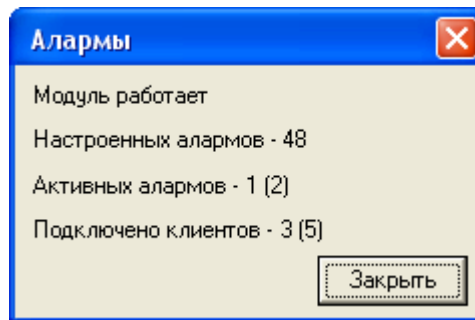 Алармы
Модуль работает
Настроенных алармов - 48
Активных алармов - 1 (2)
Подключено клиентов - 3 (5)
Закрыть